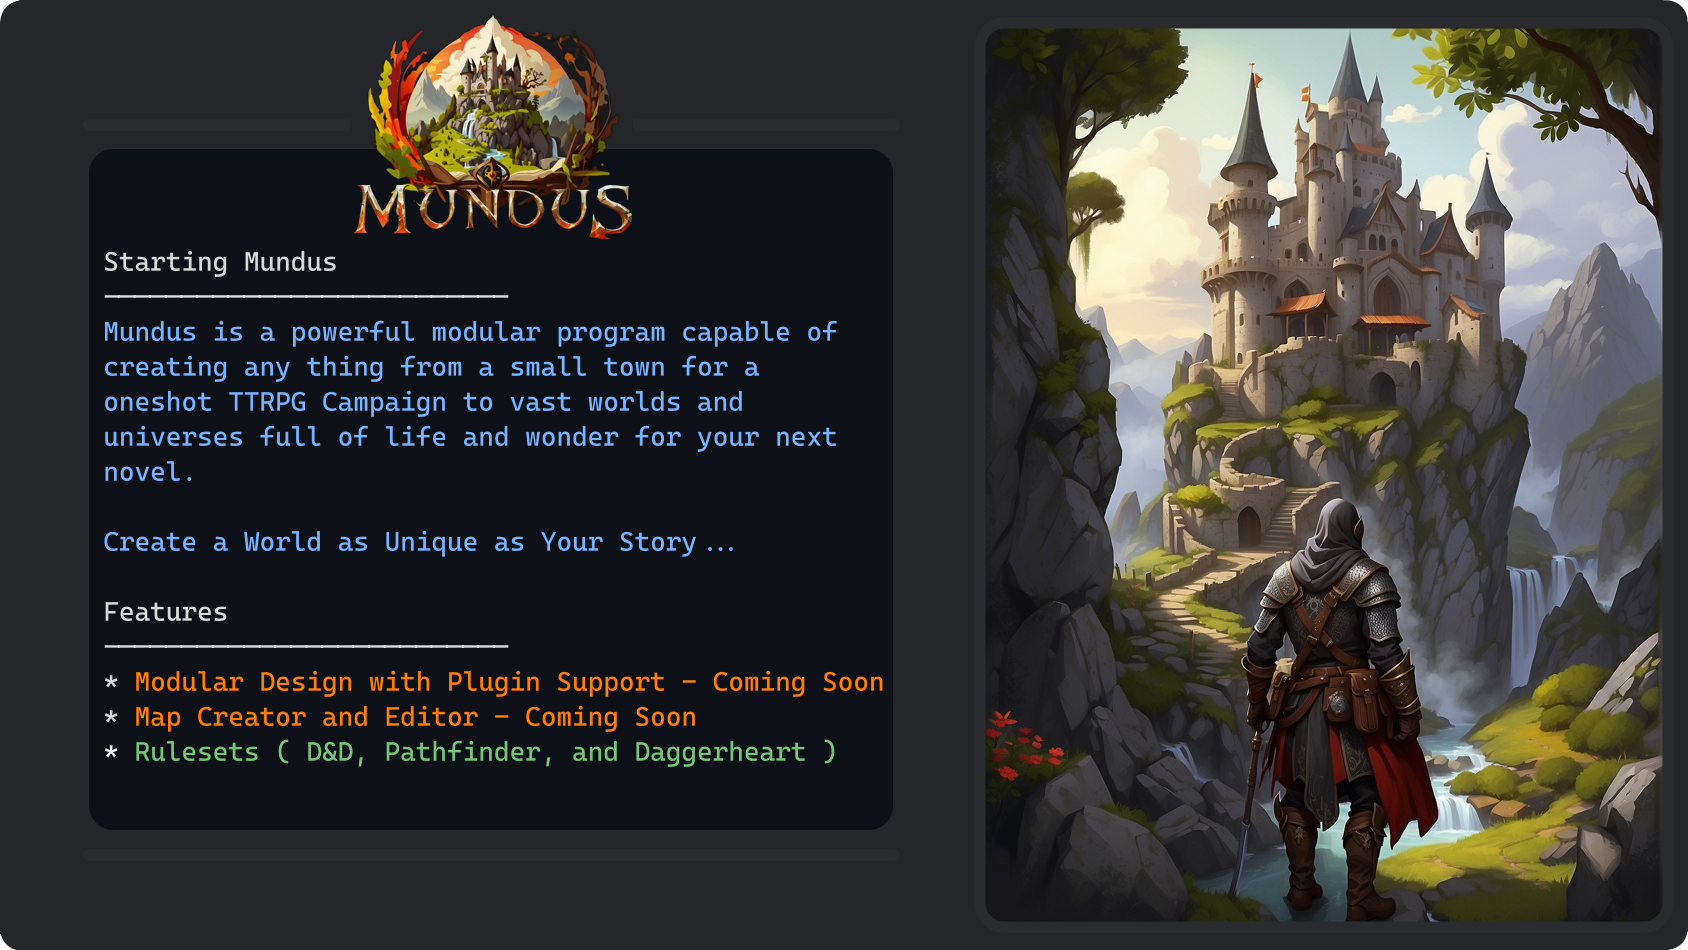 MUNDUS
Starting Mundus
Mundus is a powerful modular program capable of
creating any thing from a small town for a
oneshot TTRPG Campaign to vast worlds and
universes full of life and wonder for your next
novel.
Create a World as Unique as Your Story...
Features
* Modular Design with Plugin Support - Coming Soon
* Map Creator and Editor - Coming Soon
* Rulesets ( D&D, Pathfinder, and Daggerheart )